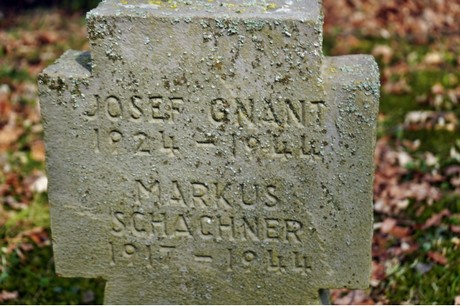 JOSEF GNANT
1924 - 1944
MARKUS
SCHACHNER
1917 - 1944